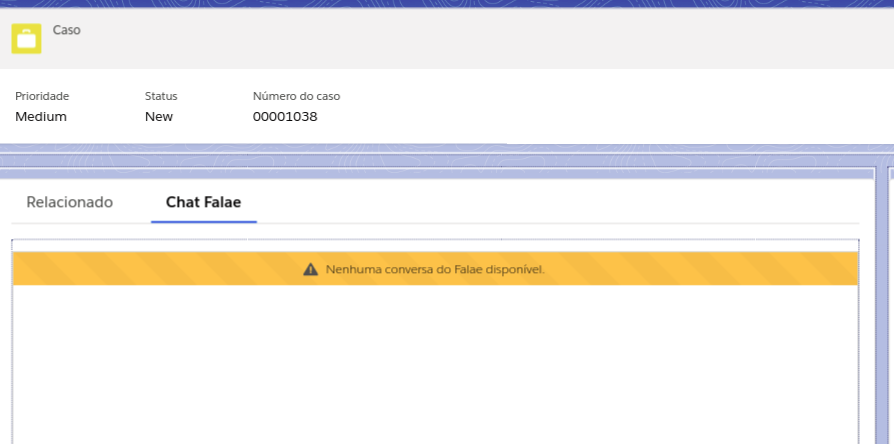 Caso
Prioridade Status Número do caso
Medium New 00001038
Relacionado Chat Falae
Nenhuma conversa do Falae disponível.